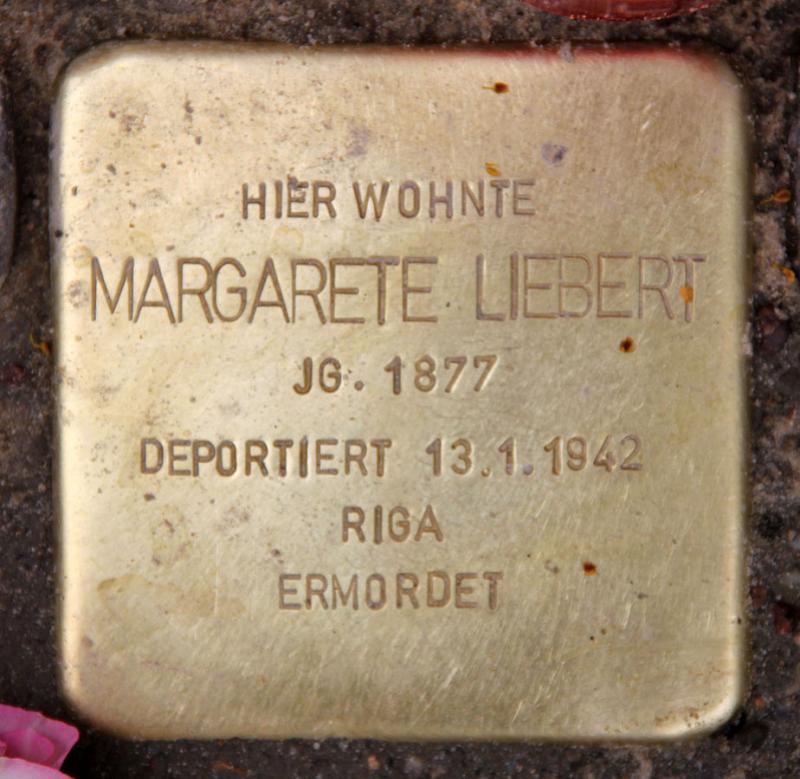 HIER WOHNTE
MARGARETE LIEBERT
JG. 1877
DEPORTIERT 13.1.1942
RIGA
ERMORDET